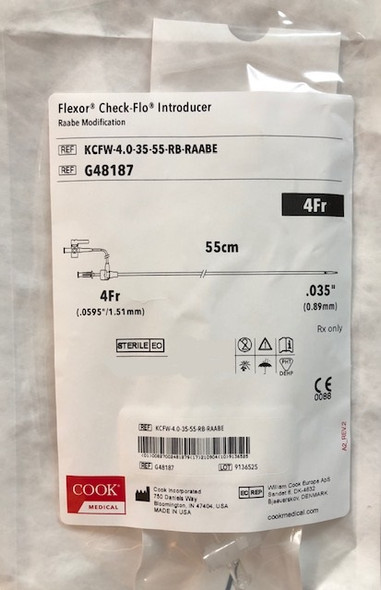 Flexor® Check-Flo® Introducer
Raabe Modification
REF KCFW-4.0-35-55-RB-RAABE
REF G48187
4Fr
55cm
4Fr
(.0595"/1.51mm)
.035"
(0.89mm)
Rx only
STERILE EO
PHT
DEHP
CE
0088
A2_REV2
REF KCFW-4.0-35-55-RB-RAABE
REF G48187
LOT 9136525
COOK®
MEDICAL
Cook Incorporated
750 Daniels Way
Bloomington, IN 47404, USA
MADE IN USA
EC REP
William Cook Europe ApS
Sandet 6, DK-4632
Bjaeverskov, DENMARK
cookmedical.com